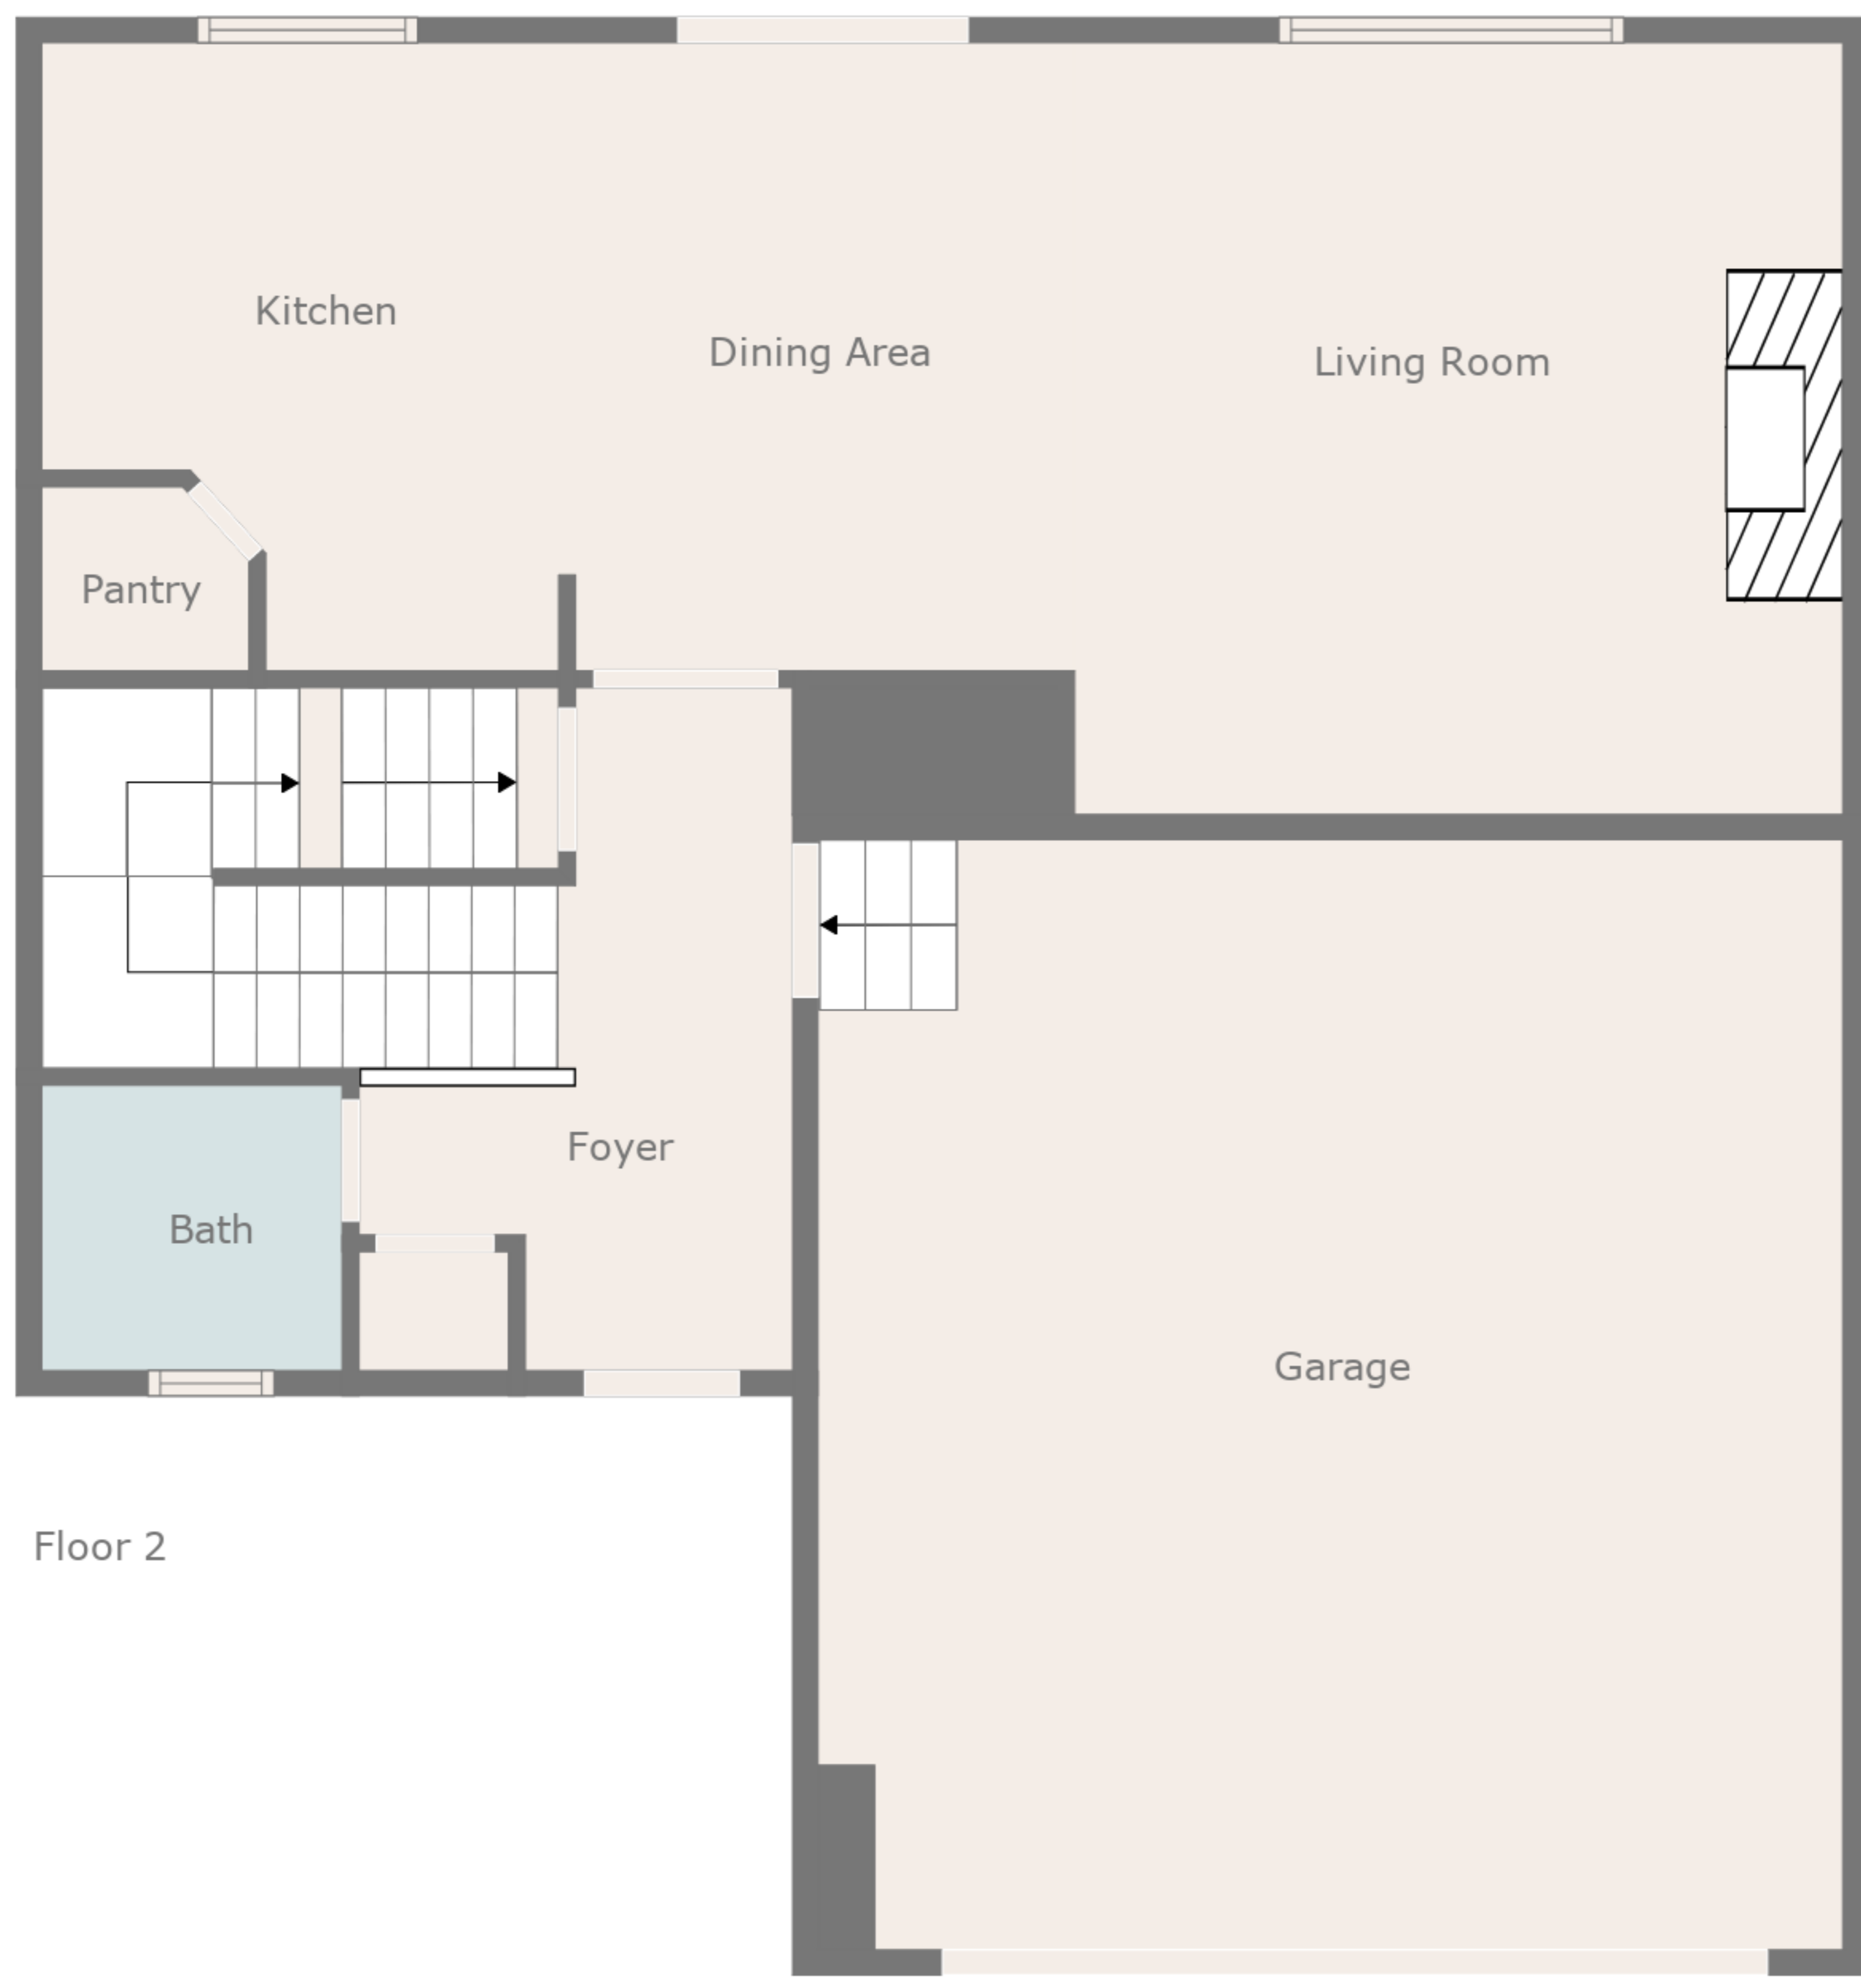 Kitchen
Dining Area
Living Room
Pantry
Foyer
Bath
Garage
Floor 2